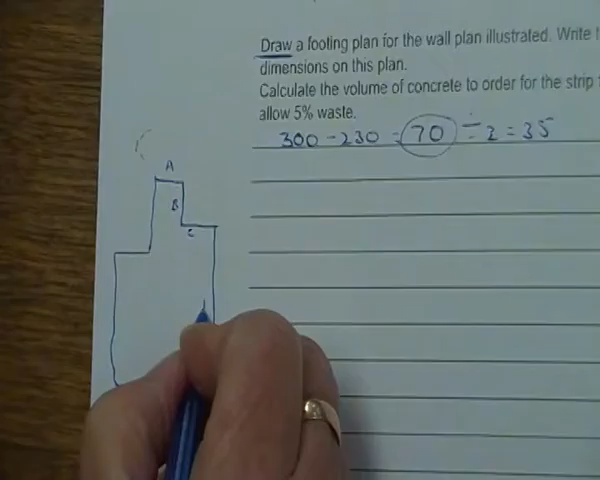 Draw a footing plan for the wall plan illustrated. Write
dimensions on this plan.
Calculate the volume of concrete to order for the strip
allow 5% waste.
300 - 230 = 70 ÷ 2 = 35
A
B
C